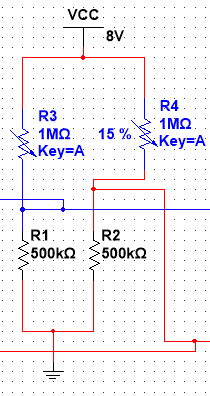 VCC
8V
R3
1MΩ
Key=A
R4
1MΩ
15 %
Key=A
R1
500kΩ
R2
500kΩ